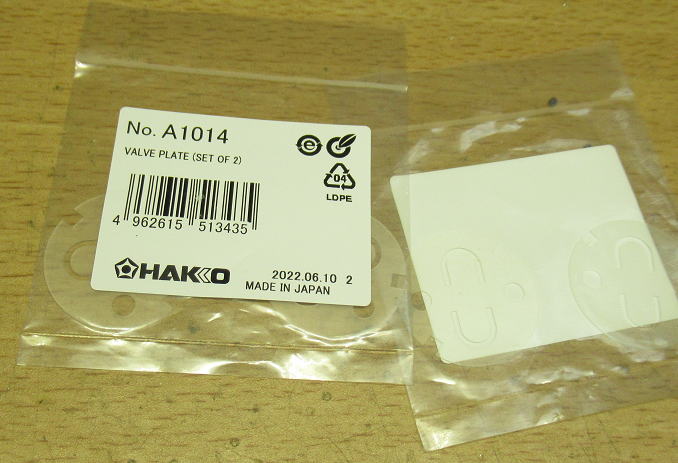 No. A1014
VALVE PLATE (SET OF 2)
e
04
LDPE
4 962615 513435
HAKKO
2022.06.10 2
MADE IN JAPAN